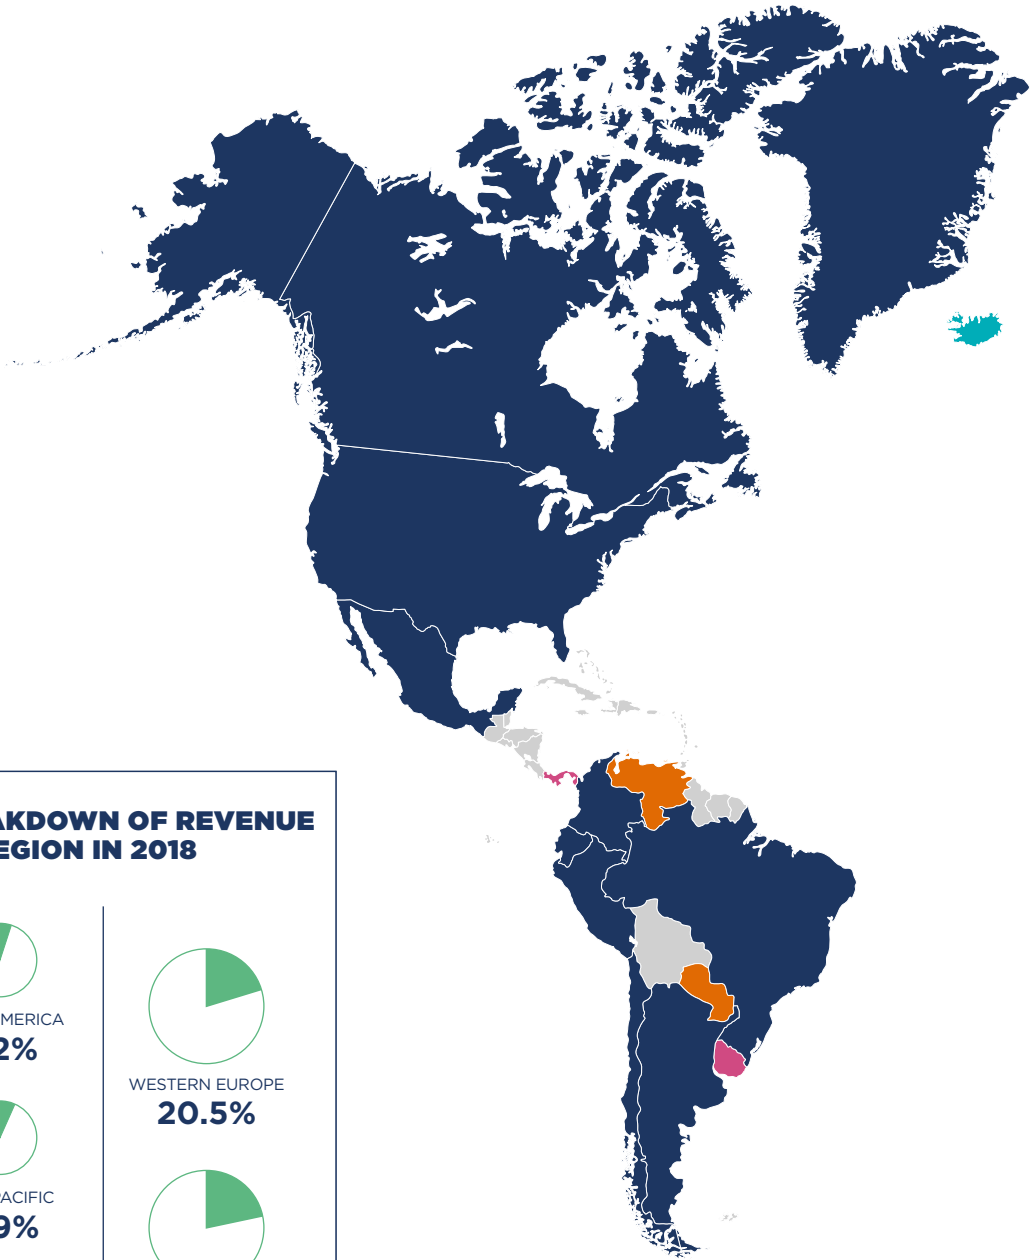 AKDOWN OF REVENUE
EGION IN 2018
MERICA
2%
WESTERN EUROPE
20.5%
ACIFIC
9%